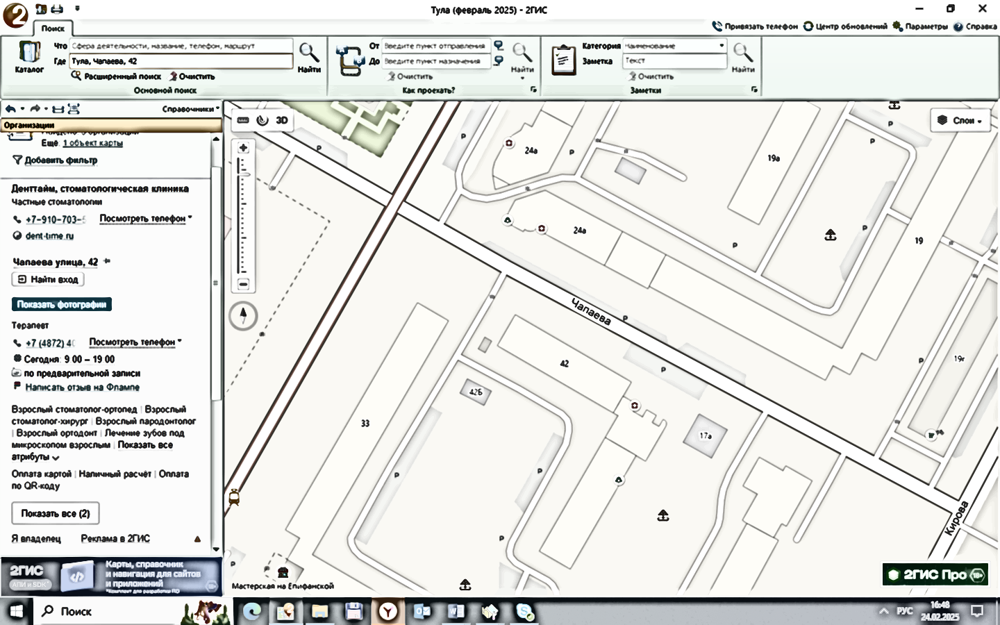 Тула (февраль 2025) - 2ГИС
Поиск
Привязать телефон
Центр обновлений
Параметры
Справка
Каталог
Что
Сфера деятельности, название, телефон, маршрут
Где
Тула, Чапаева, 42
Найти
Расширенный поиск
Очистить
Основной поиск
От
Введите пункт отправления
До
Введите пункт назначения
Найти
Очистить
Как проехать?
Категория
Наименование
Заметка
Текст
Найти
Очистить
Заметки
Справочники
Организации
Ещё: 1 объект карты
Добавить фильтр
Денттайм, стоматологическая клиника
Частные стоматологии
+7-910-703-
Посмотреть телефон
dent-time.ru
Чапаева улица, 42
Найти вход
Показать фотографии
Терапевт
+7 (4872) 4
Посмотреть телефон
Сегодня: 9:00 – 19:00
по предварительной записи
Написать отзыв на Флампе
Взрослый стоматолог-ортопед | Взрослый
стоматолог-хирург | Взрослый пародонтолог
| Взрослый ортодонт | Лечение зубов под
микроскопом взрослым | Показать все
атрибуты
Оплата картой | Наличный расчёт | Оплата
по QR-коду
Показать все (2)
Я владелец
Реклама в 2ГИС
2ГИС
АПИ и SDK*
Карты, справочник
и навигация для сайтов
и приложений
*Комплект для разработки ПО
3D
Слои
P
24а
P
19а
P
P
P
24а
P
P
19
Чапаева
P
42
P
P
19г
42Б
33
17а
P
P
P
P
Кирова
Мастерская на Епифанской
2ГИС Про
18+
Поиск
РУС
16:48
24.02.2025